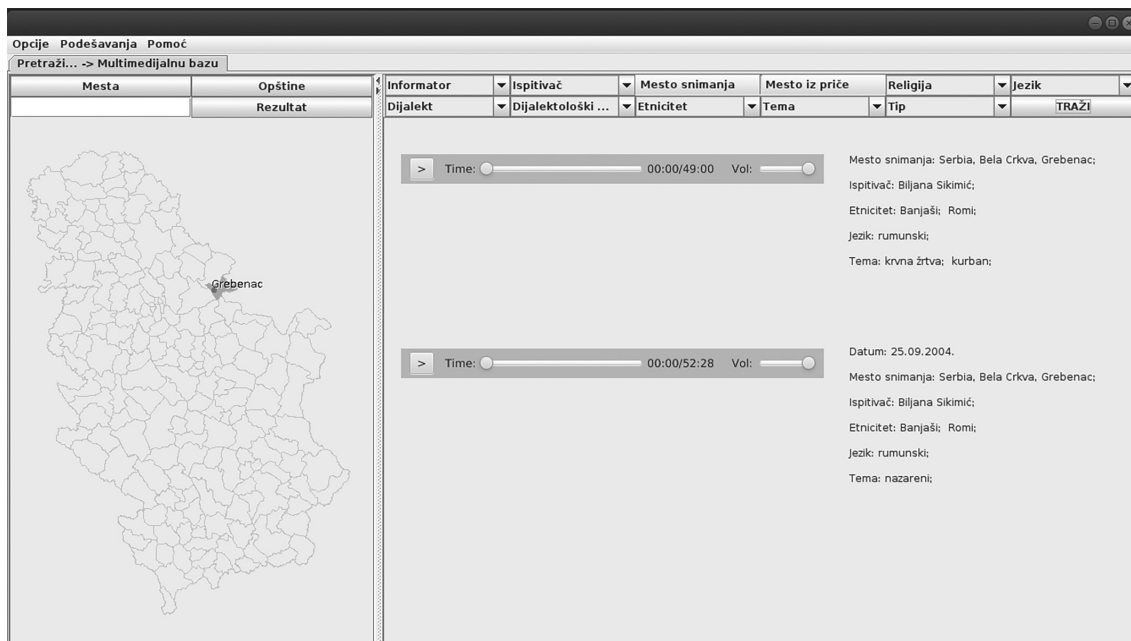 Opcije Podešavanja Pomoć
Pretraži... -> Multimedijalnu bazu
Mesta Opštine
Rezultat
Grebenac
Informator Ispitivač Mesto snimanja Mesto iz priče Religija Jezik
Dijalekt Dijalektološki ... Etnicitet Tema Tip TRAŽI
> Time: 00:00/49:00 Vol:
Mesto snimanja: Serbia, Bela Crkva, Grebenac;
Ispitivač: Biljana Sikimić;
Etnicitet: Banjaši; Romi;
Jezik: rumunski;
Tema: krvna žrtva; kurban;
> Time: 00:00/52:28 Vol:
Datum: 25.09.2004.
Mesto snimanja: Serbia, Bela Crkva, Grebenac;
Ispitivač: Biljana Sikimić;
Etnicitet: Banjaši; Romi;
Jezik: rumunski;
Tema: nazareni;